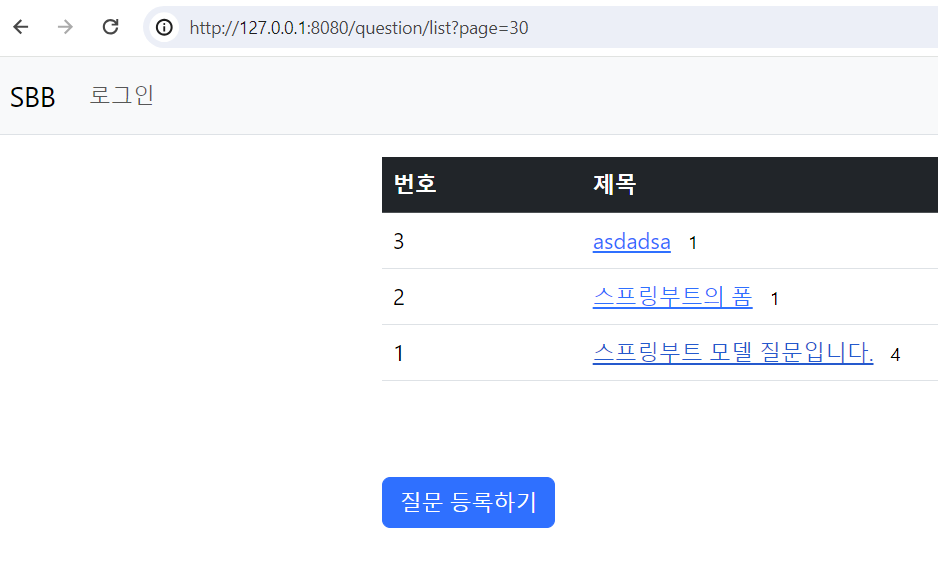 http://127.0.0.1:8080/question/list?page=30
SBB 로그인
번호 제목
3 asdadsa 1
2 스프링부트의 폼 1
1 스프링부트 모델 질문입니다. 4
질문 등록하기